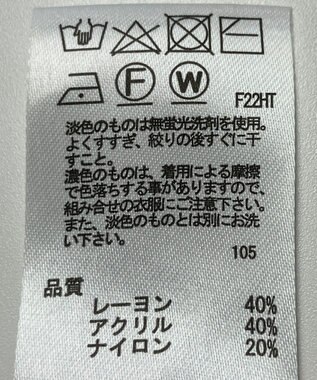 F W F22HT
淡色のものは無蛍光洗剤を使用。
よくすすぎ、絞りの後すぐに干
すこと。
濃色のものは、着用による摩擦
で色落ちする事がありますので、
組み合せの衣服にご注意下さい。
また、淡色のものとは別にお洗
い下さい。
105
品質
レーヨン 40%
アクリル 40%
ナイロン 20%